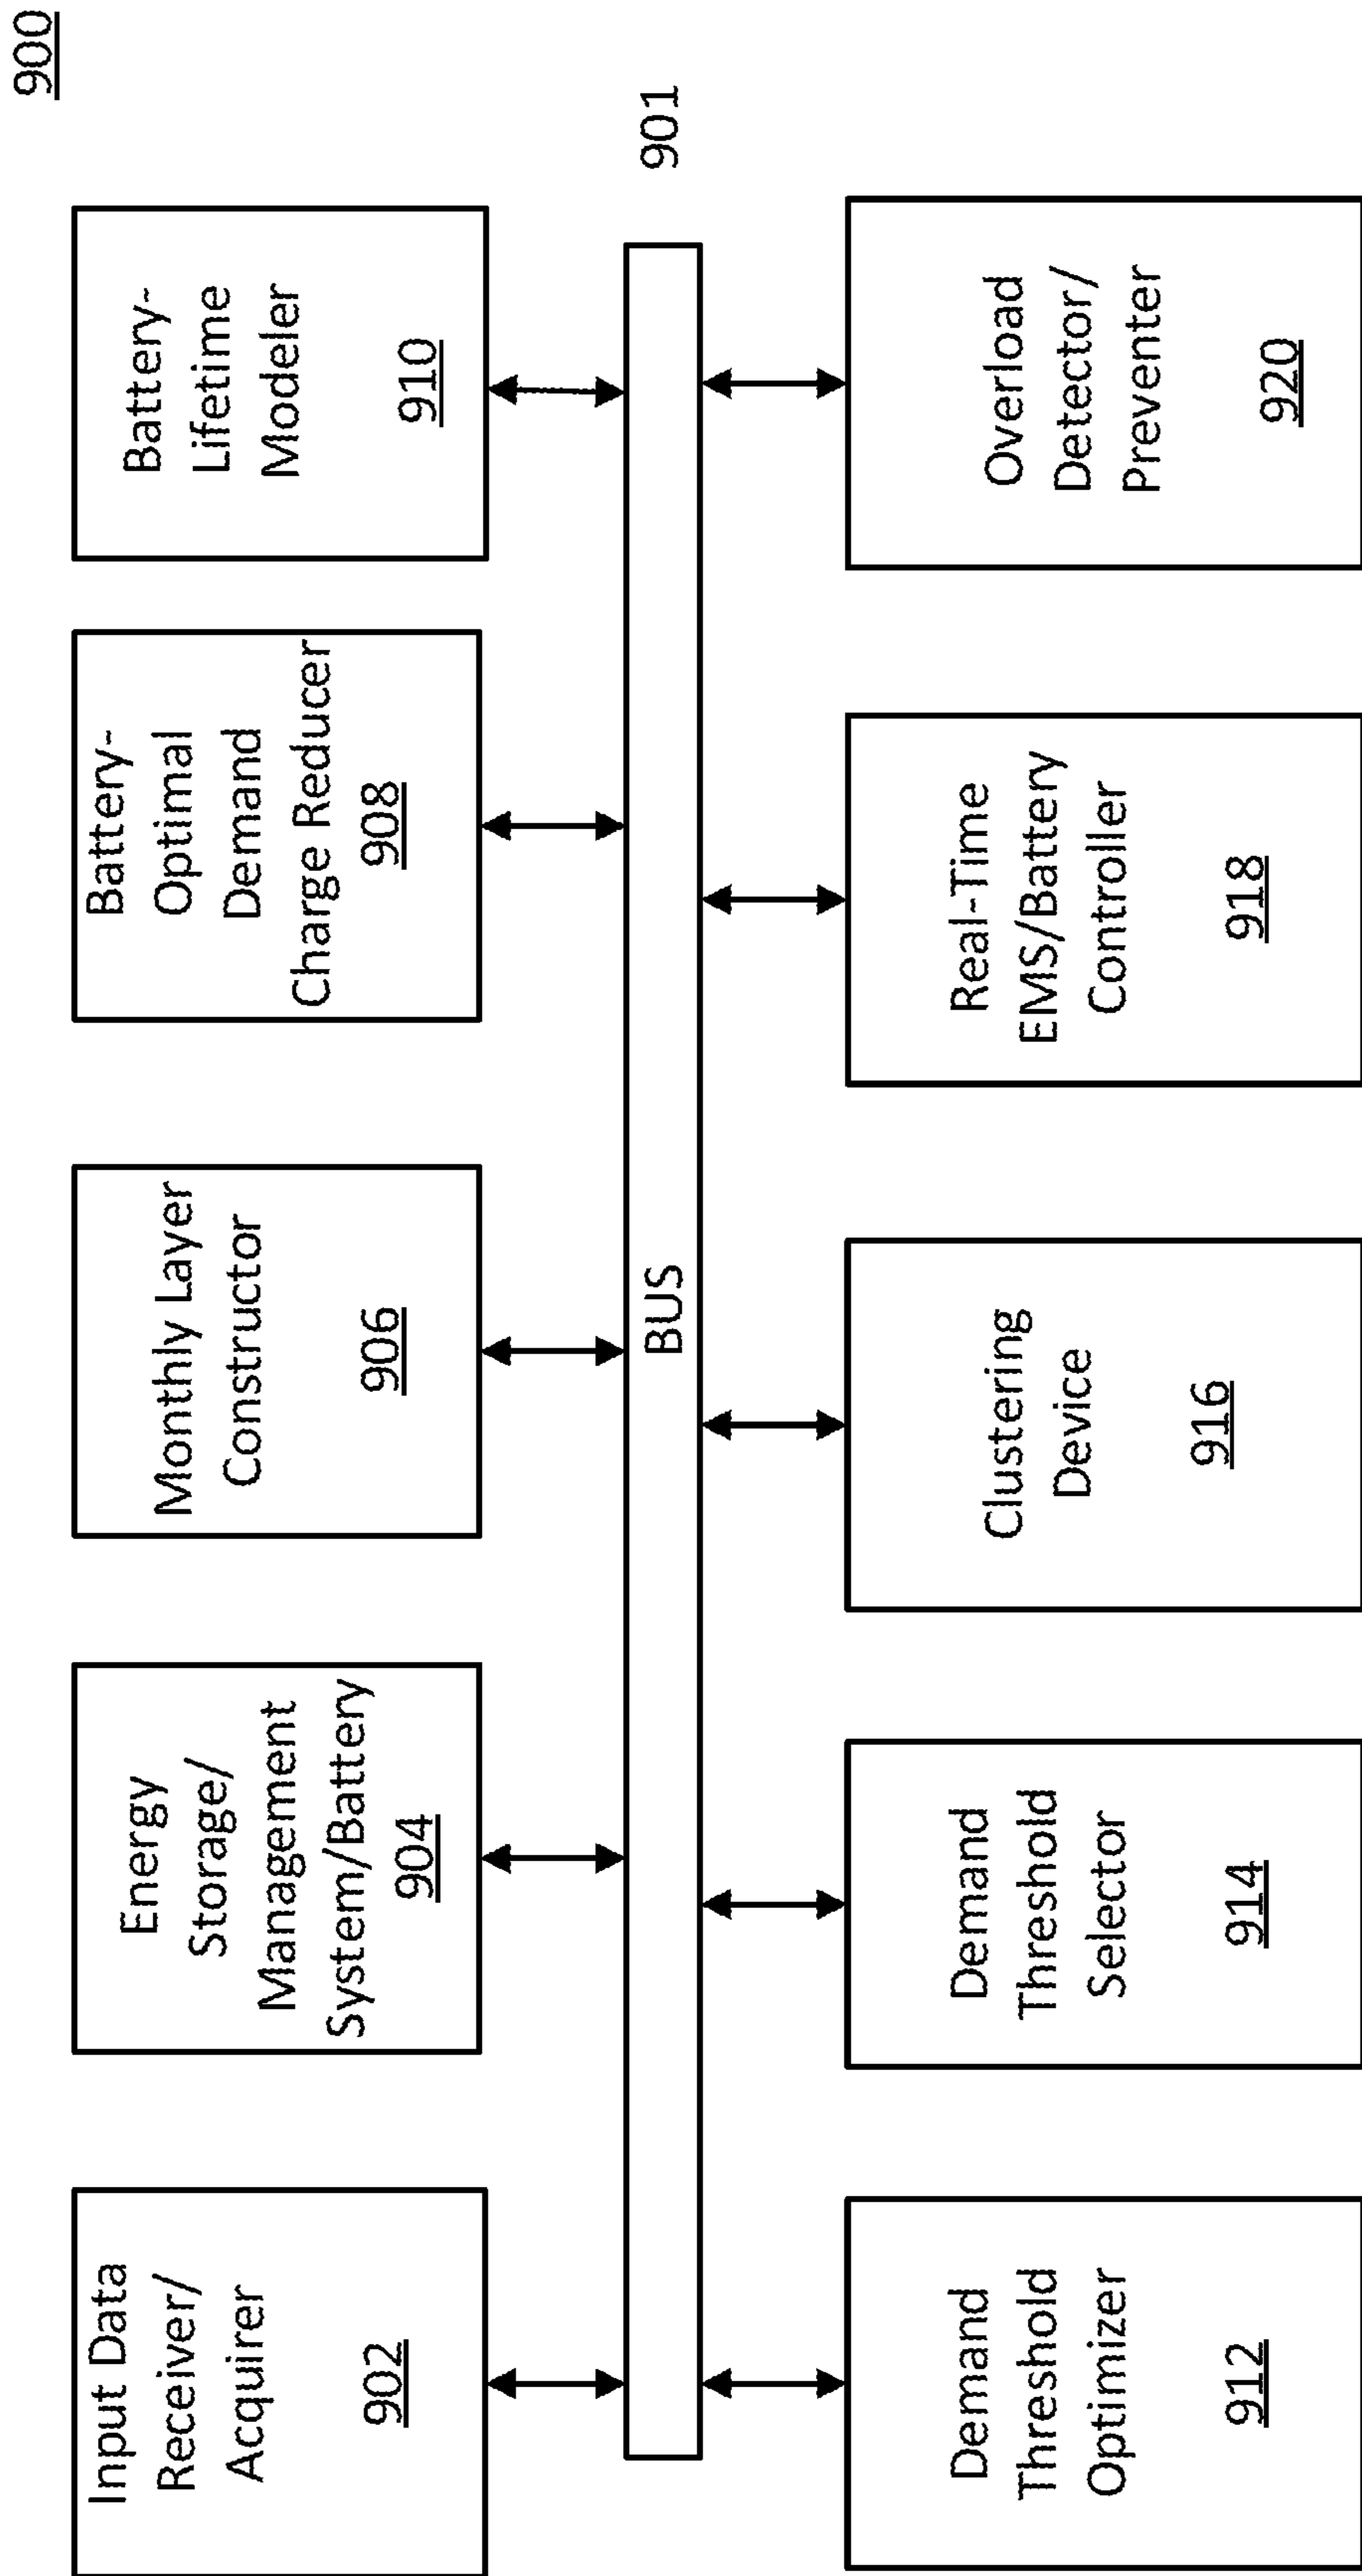 900
Input Data
Receiver/
Acquirer
902
Energy
Storage/
Management
System/Battery
904
Monthly Layer
Constructor
906
Battery-
Optimal
Demand
Charge Reducer
908
Battery-
Lifetime
Modeler
910
BUS
901
Demand
Threshold
Optimizer
912
Demand
Threshold
Selector
914
Clustering
Device
916
Real-Time
EMS/Battery
Controller
918
Overload
Detector/
Preventer
920